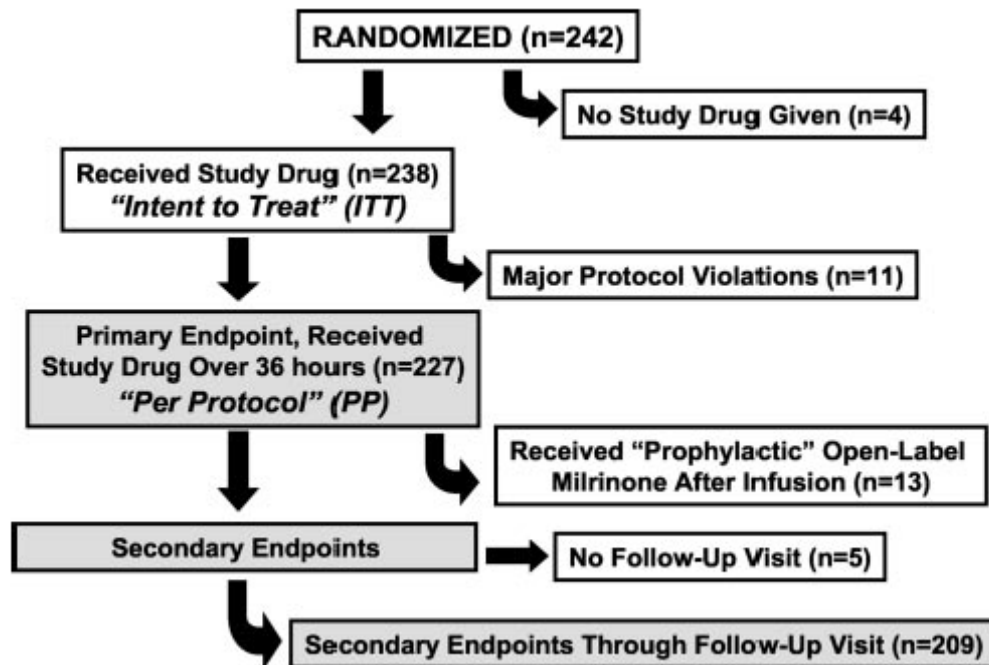 RANDOMIZED (n=242)
No Study Drug Given (n=4)
Received Study Drug (n=238)
“Intent to Treat” (ITT)
Major Protocol Violations (n=11)
Primary Endpoint, Received
Study Drug Over 36 hours (n=227)
“Per Protocol” (PP)
Received “Prophylactic” Open-Label
Milrinone After Infusion (n=13)
Secondary Endpoints
No Follow-Up Visit (n=5)
Secondary Endpoints Through Follow-Up Visit (n=209)